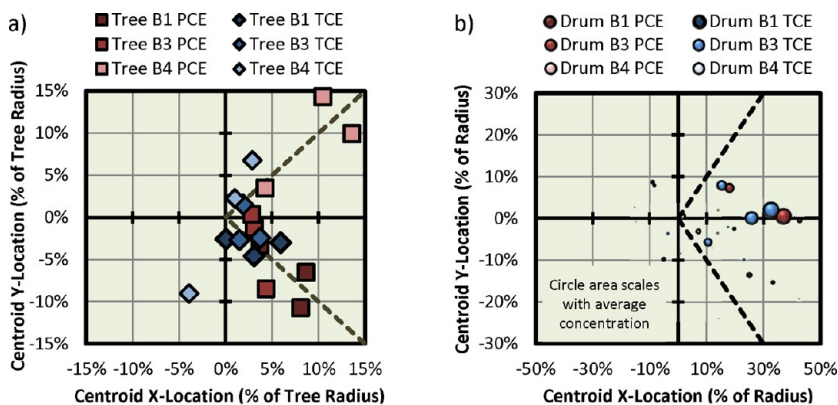 a)
Tree B1 PCE Tree B1 TCE
Tree B3 PCE Tree B3 TCE
Tree B4 PCE Tree B4 TCE
Centroid Y-Location (% of Tree Radius)
15%
10%
5%
0%
-5%
-10%
-15%
-15% -10% -5% 0% 5% 10% 15%
Centroid X-Location (% of Tree Radius)
b)
Drum B1 PCE Drum B1 TCE
Drum B3 PCE Drum B3 TCE
Drum B4 PCE Drum B4 TCE
Centroid Y-Location (% of Radius)
30%
20%
10%
0%
-10%
-20%
-30%
Circle area scales
with average
concentration
-50% -30% -10% 10% 30% 50%
Centroid X-Location (% of Radius)